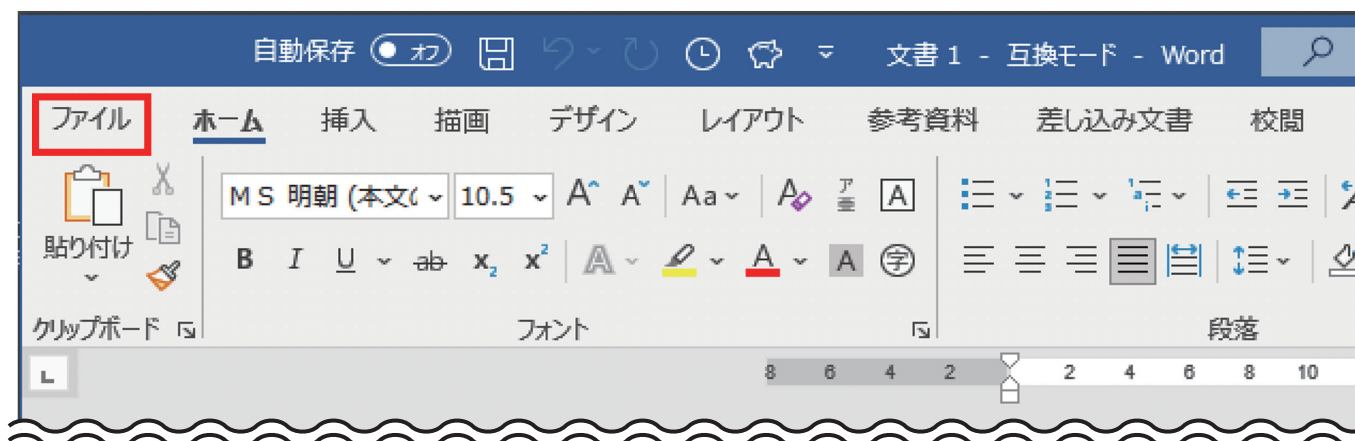 自動保存 オフ 文書 1 - 互換モード - Word
ファイル ホーム 挿入 描画 デザイン レイアウト 参考資料 差し込み文書 校閲
ＭＳ 明朝 (本文の 10.5 A A Aa A ア亜 A
貼り付け
B I U ab x₂ x² A A A 字
クリップボード フォント 段落
L 8 6 4 2 2 4 6 8 10